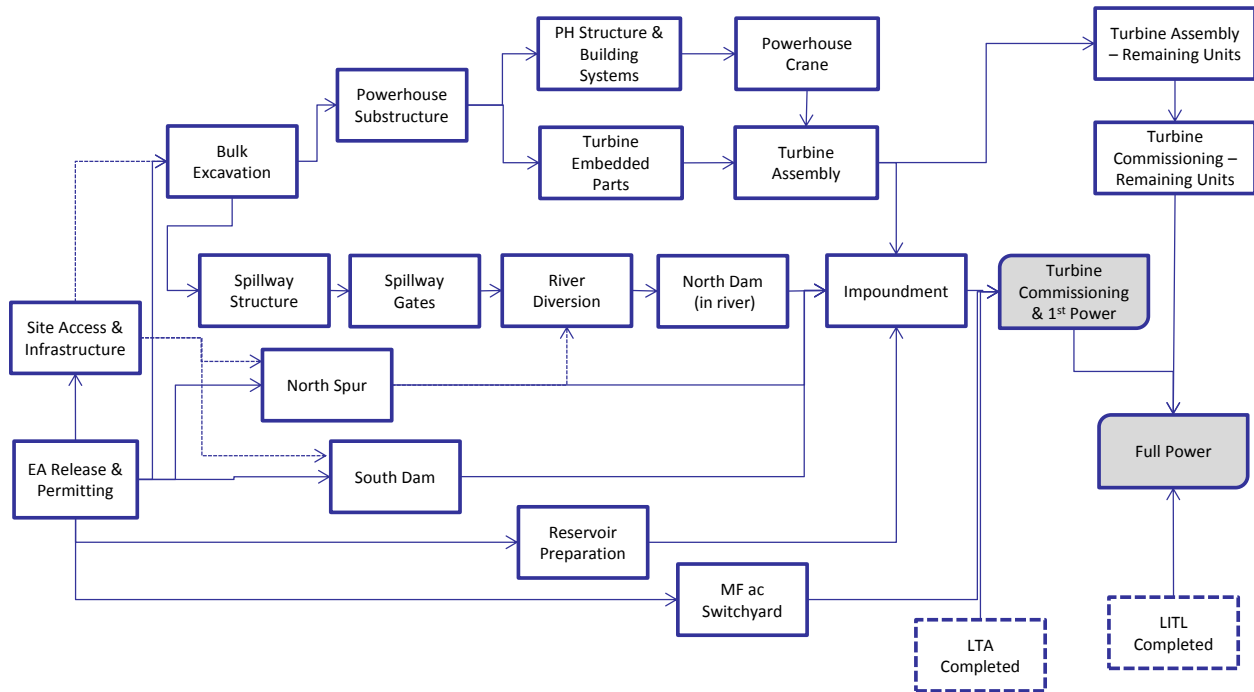 PH Structure &
Building
Systems
Powerhouse
Crane
Turbine Assembly
– Remaining Units
Powerhouse
Substructure
Bulk
Excavation
Turbine
Embedded
Parts
Turbine
Assembly
Turbine
Commissioning –
Remaining Units
Spillway
Structure
Spillway
Gates
River
Diversion
North Dam
(in river)
Impoundment
Turbine
Commissioning
& 1st Power
Site Access &
Infrastructure
North Spur
EA Release &
Permitting
South Dam
Full Power
Reservoir
Preparation
MF ac
Switchyard
LTA
Completed
LITL
Completed